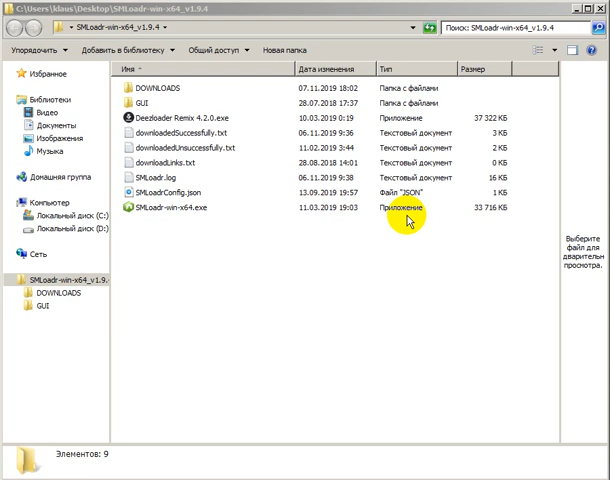 C:\Users\klaus\Desktop\SMLoadr-win-x64_v1.9.4
SMLoadr-win-x64_v1.9.4
Поиск: SMLoadr-win-x64_v1.9.4
Упорядочить Добавить в библиотеку Общий доступ Новая папка
Имя Дата изменения Тип Размер
Избранное
Библиотеки
Видео
Документы
Изображения
Музыка
Домашняя группа
Компьютер
Локальный диск (C:)
Локальный диск (D:)
Сеть
SMLoadr-win-x64_v1.9.4
DOWNLOADS
GUI
DOWNLOADS 07.11.2019 18:02 Папка с файлами
GUI 28.07.2018 17:37 Папка с файлами
Deezloader Remix 4.2.0.exe 10.03.2019 0:19 Приложение 37 322 КБ
downloadedSuccessfully.txt 06.11.2019 9:36 Текстовый документ 3 КБ
downloadedUnsuccessfully.txt 11.02.2019 3:44 Текстовый документ 2 КБ
downloadLinks.txt 28.08.2018 14:01 Текстовый документ 0 КБ
SMLoadr.log 06.11.2019 9:38 Текстовый документ 16 КБ
SMLoadrConfig.json 13.09.2019 19:57 Файл "JSON" 1 КБ
SMLoadr-win-x64.exe 11.03.2019 19:03 Приложение 33 716 КБ
Выберите
файл для
дварительн
просмотра.
Элементов: 9